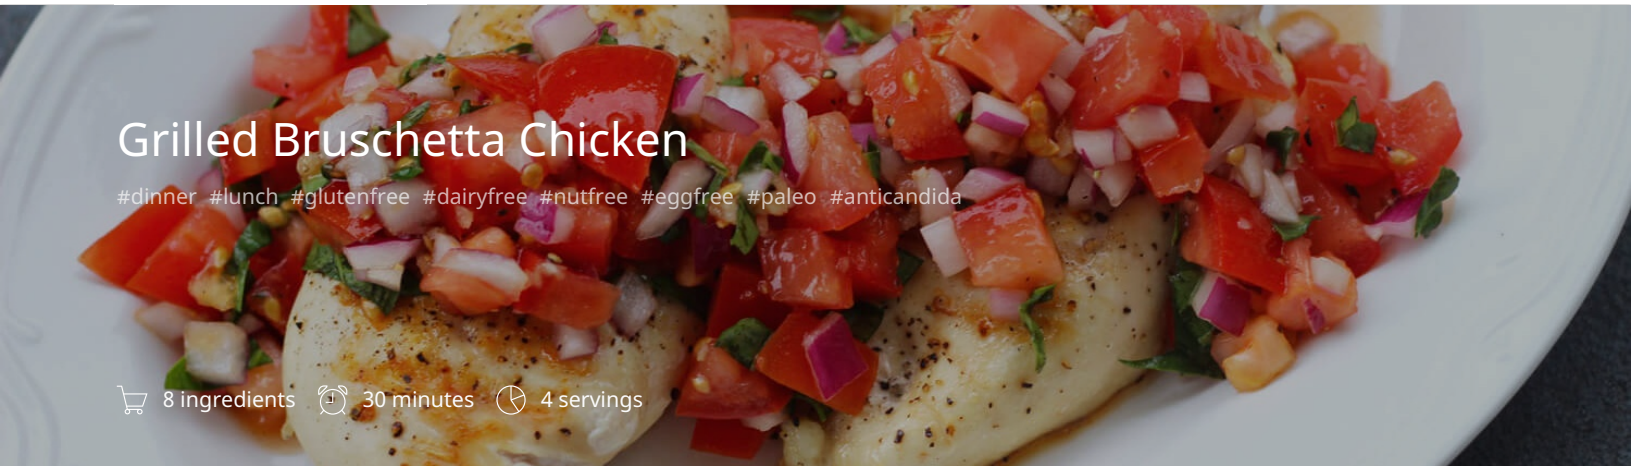 Grilled Bruschetta Chicken
#dinner #lunch #glutenfree #dairyfree #nutfree #eggfree #paleo #anticandida
8 ingredients 30 minutes 4 servings